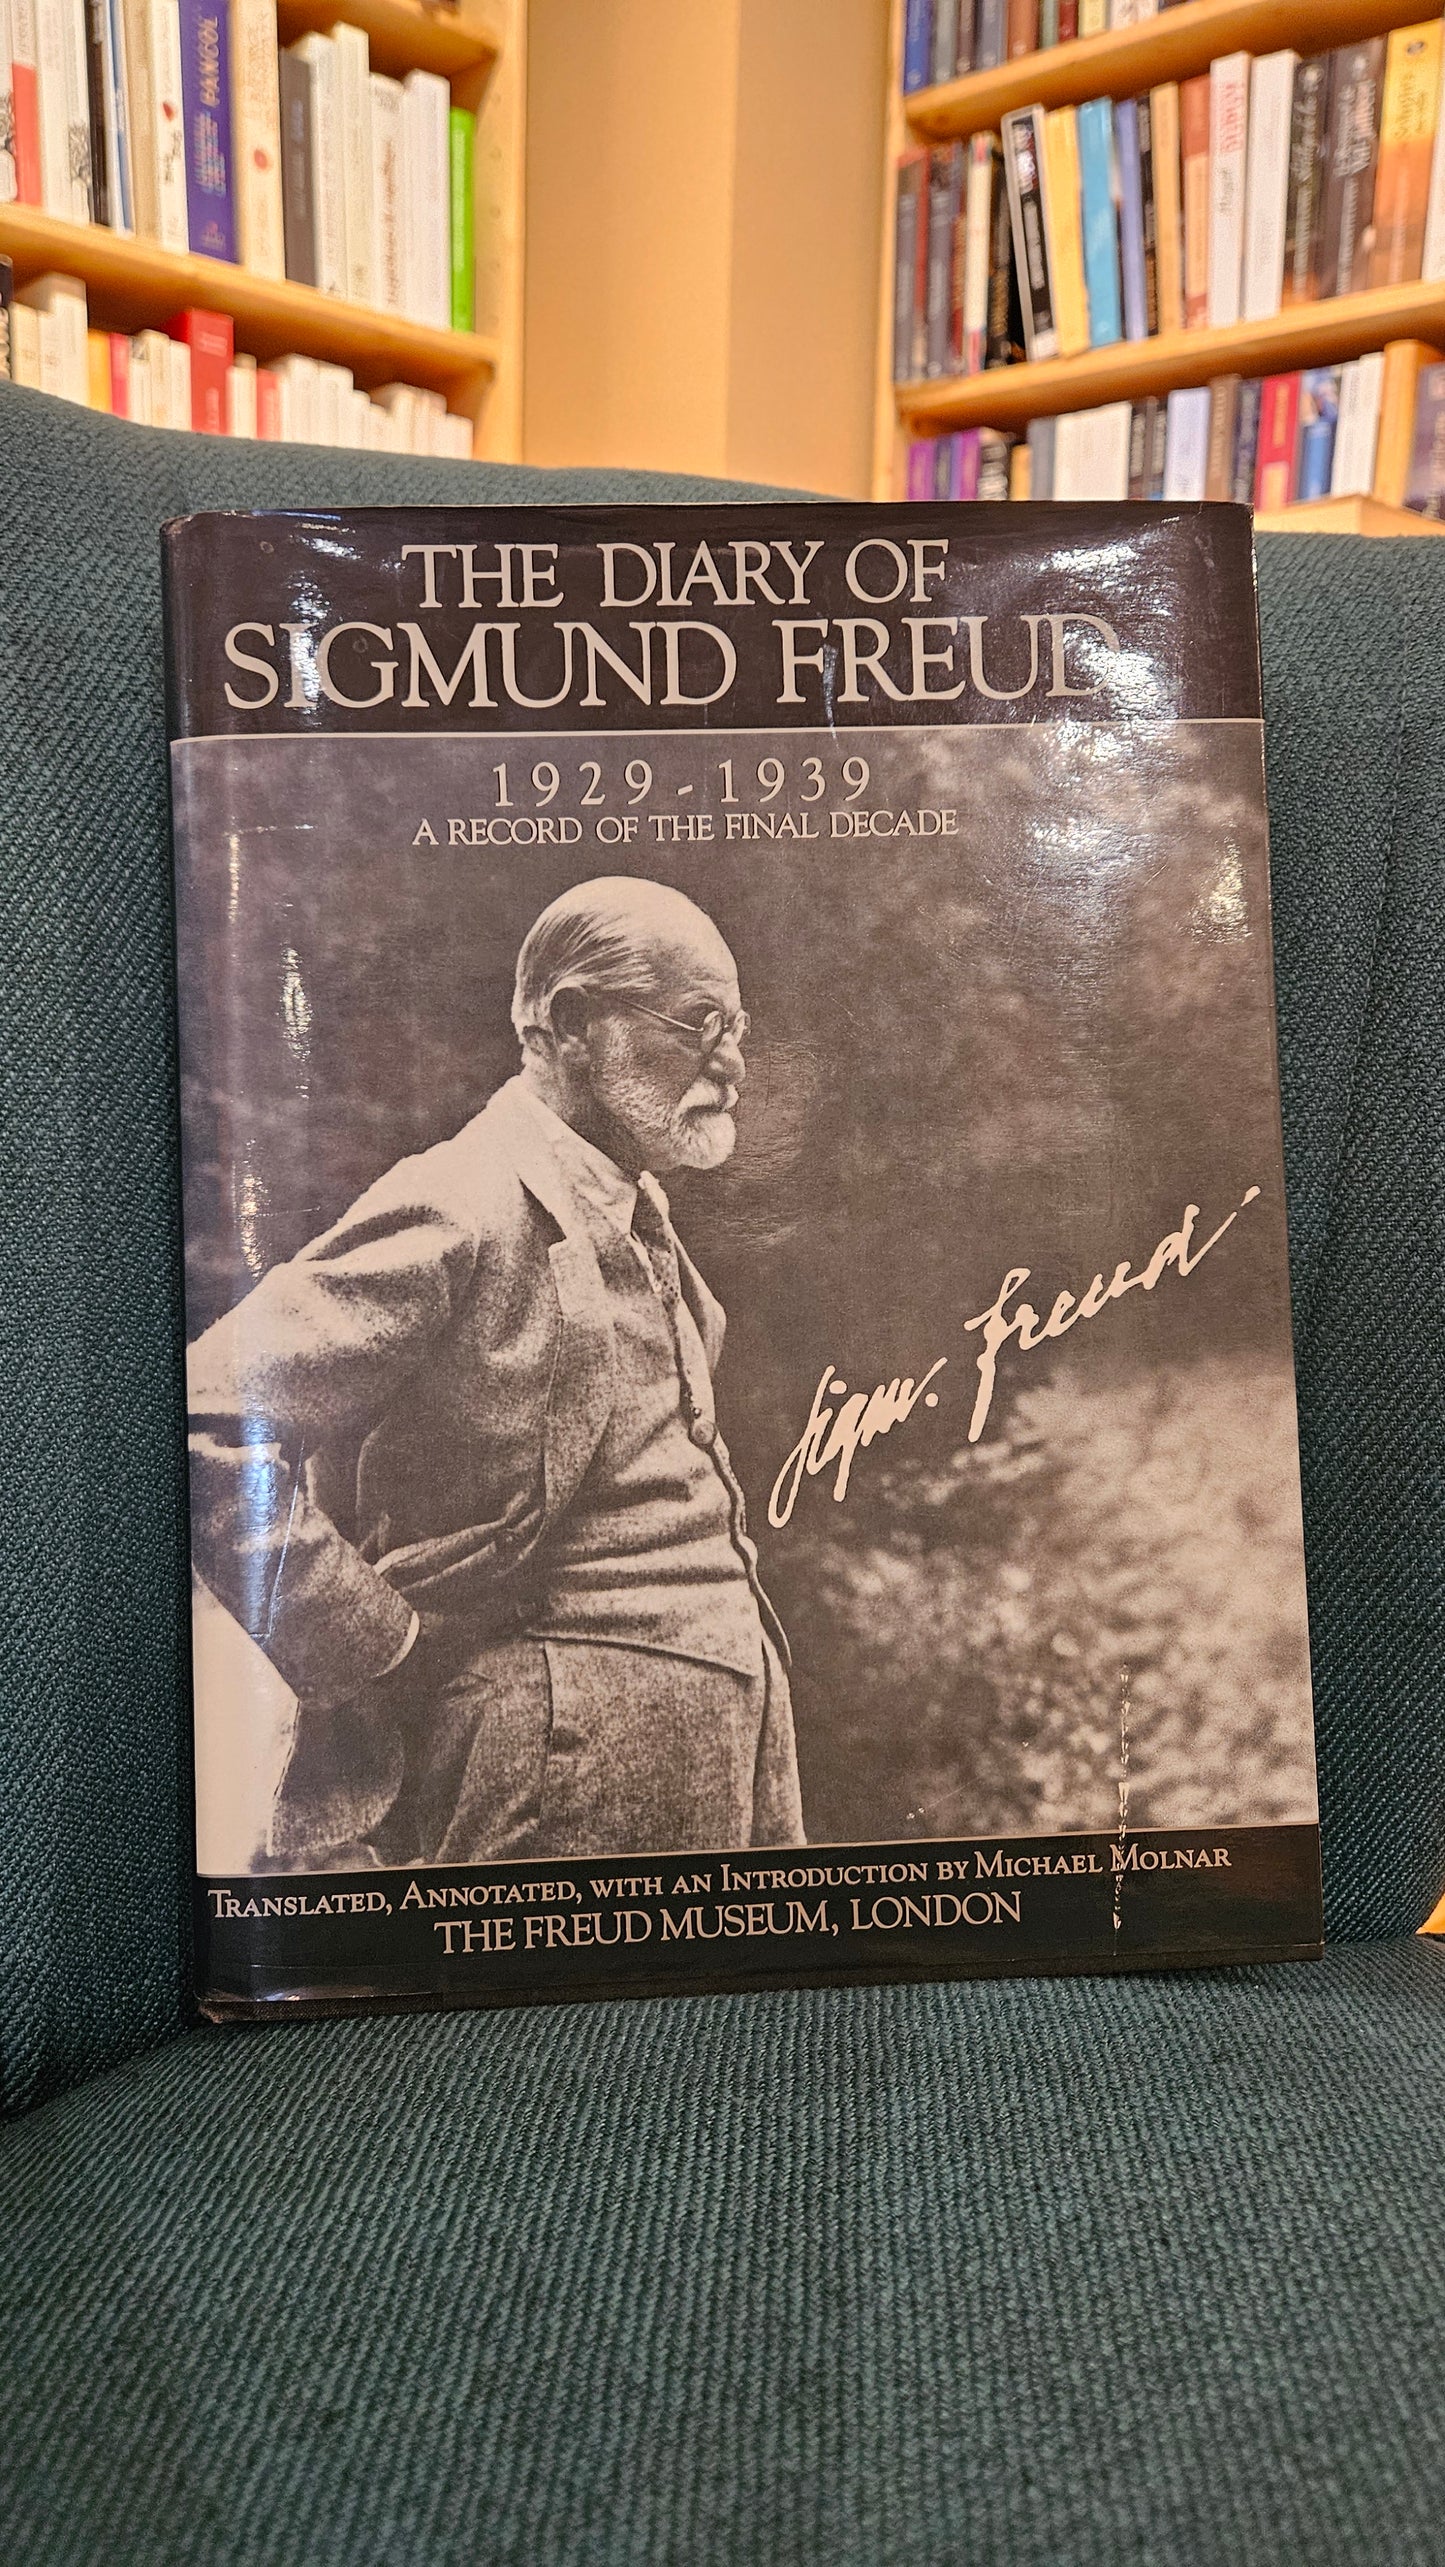 THE DIARY OF
SIGMUND FREUD
1929-1939
A RECORD OF THE FINAL DECADE
Sigm. Freud
TRANSLATED, ANNOTATED, WITH AN INTRODUCTION BY MICHAEL MOLNAR
THE FREUD MUSEUM, LONDON